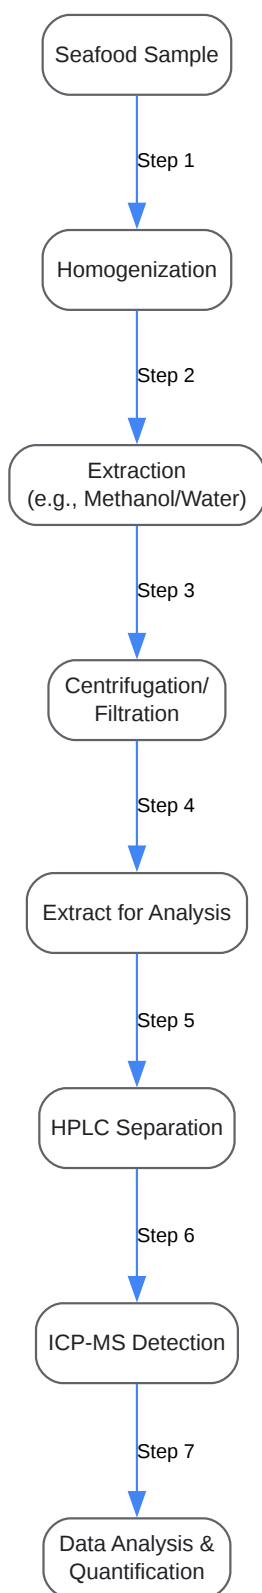 Seafood Sample
Step 1
Homogenization
Step 2
Extraction
(e.g., Methanol/Water)
Step 3
Centrifugation/
Filtration
Step 4
Extract for Analysis
Step 5
HPLC Separation
Step 6
ICP-MS Detection
Step 7
Data Analysis &
Quantification